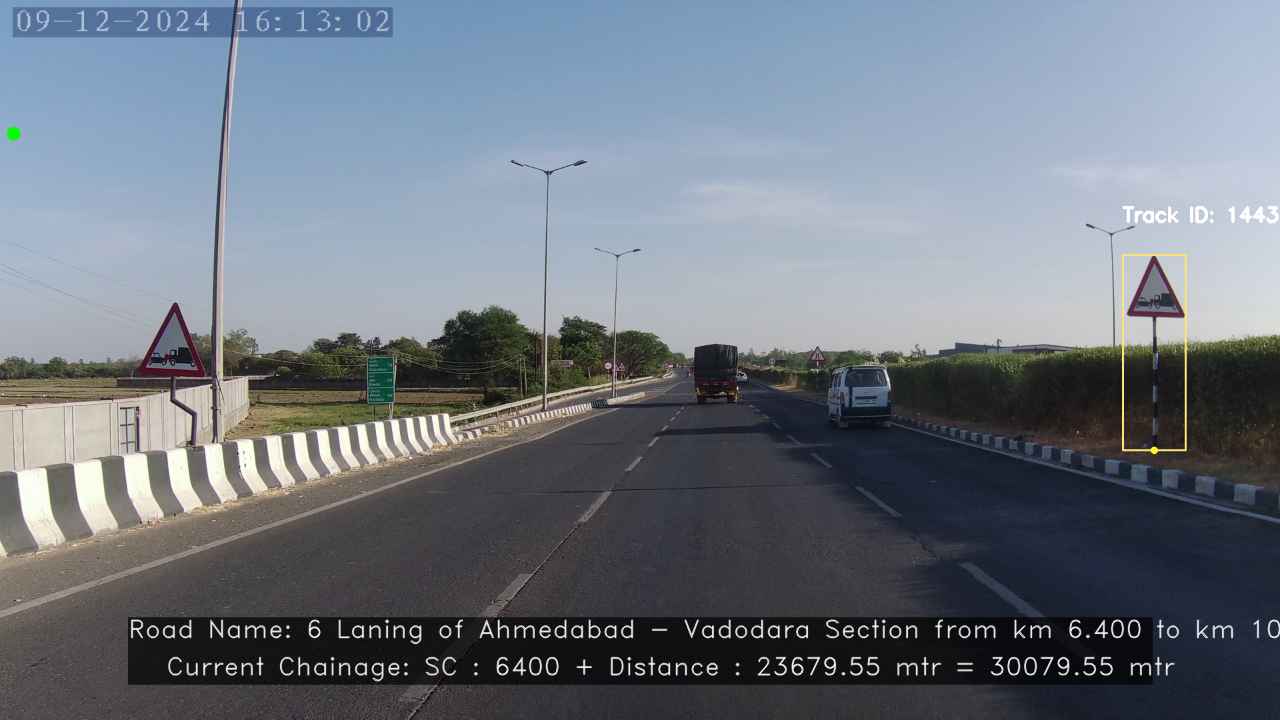 09-12-2024 16:13:02
Track ID: 1443
Road Name: 6 Laning of Ahmedabad - Vadodara Section from km 6.400 to km 10
Current Chainage: SC : 6400 + Distance : 23679.55 mtr = 30079.55 mtr